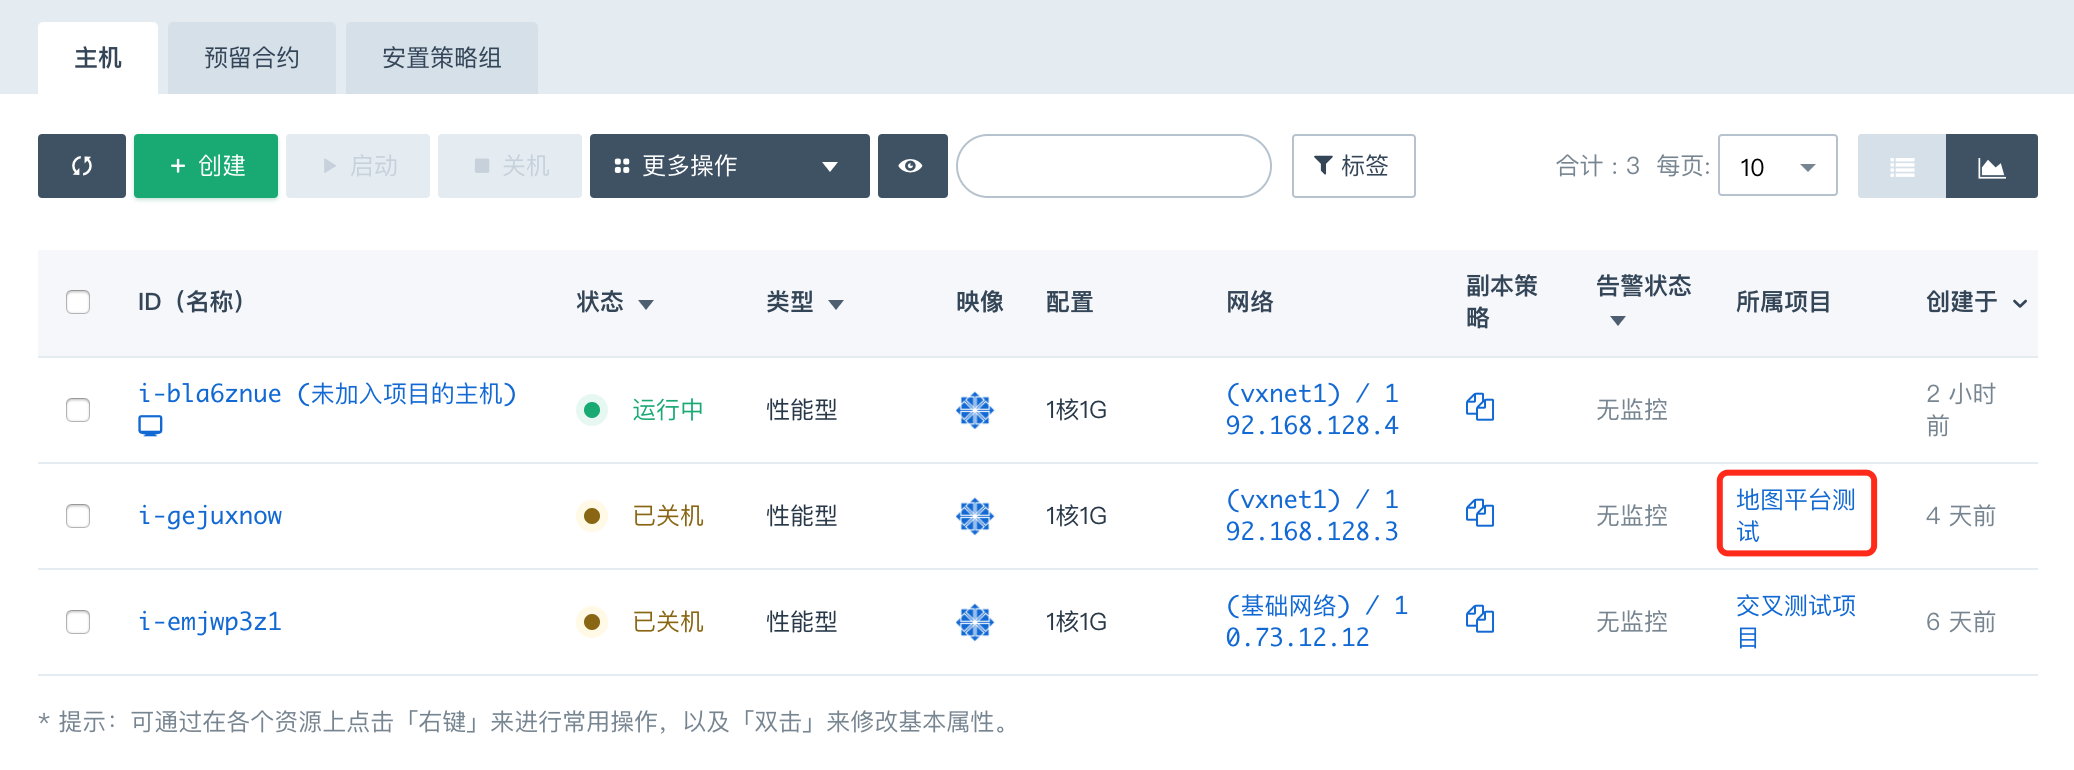 主机 预留合约 安置策略组
+ 创建 启动 关机 更多操作 标签 合计：3 每页: 10
ID（名称） 状态 类型 映像 配置 网络 副本策 告警状态 所属项目 创建于
略
i-bla6znue (未加入项目的主机) 运行中 性能型 1核1G (vxnet1) / 1 无监控 2 小时
92.168.128.4 前
i-gejuxnow 已关机 性能型 1核1G (vxnet1) / 1 无监控 地图平台测 4 天前
92.168.128.3 试
i-emjwp3z1 已关机 性能型 1核1G (基础网络) / 1 无监控 交叉测试项 6 天前
0.73.12.12 目
* 提示：可通过在各个资源上点击「右键」来进行常用操作，以及「双击」来修改基本属性。